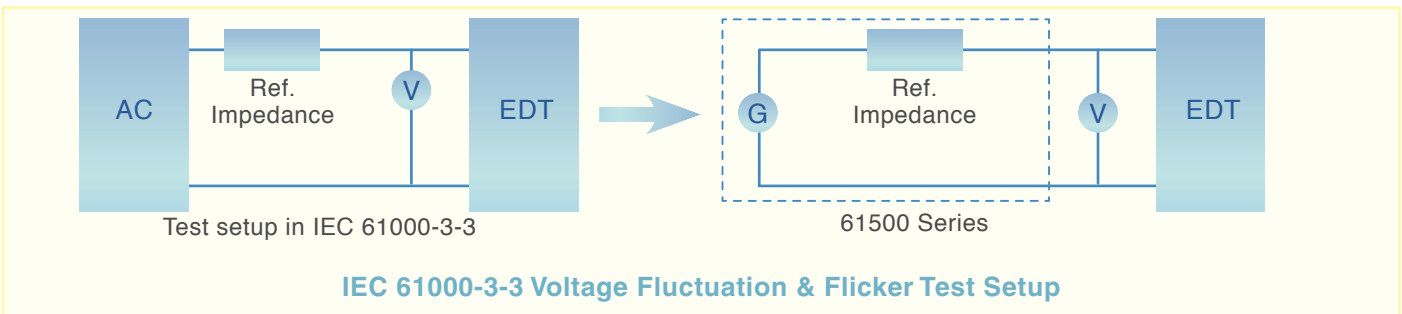 AC
Ref.
Impedance
V
EDT
Test setup in IEC 61000-3-3
G
Ref.
Impedance
V
EDT
61500 Series
IEC 61000-3-3 Voltage Fluctuation & Flicker Test Setup